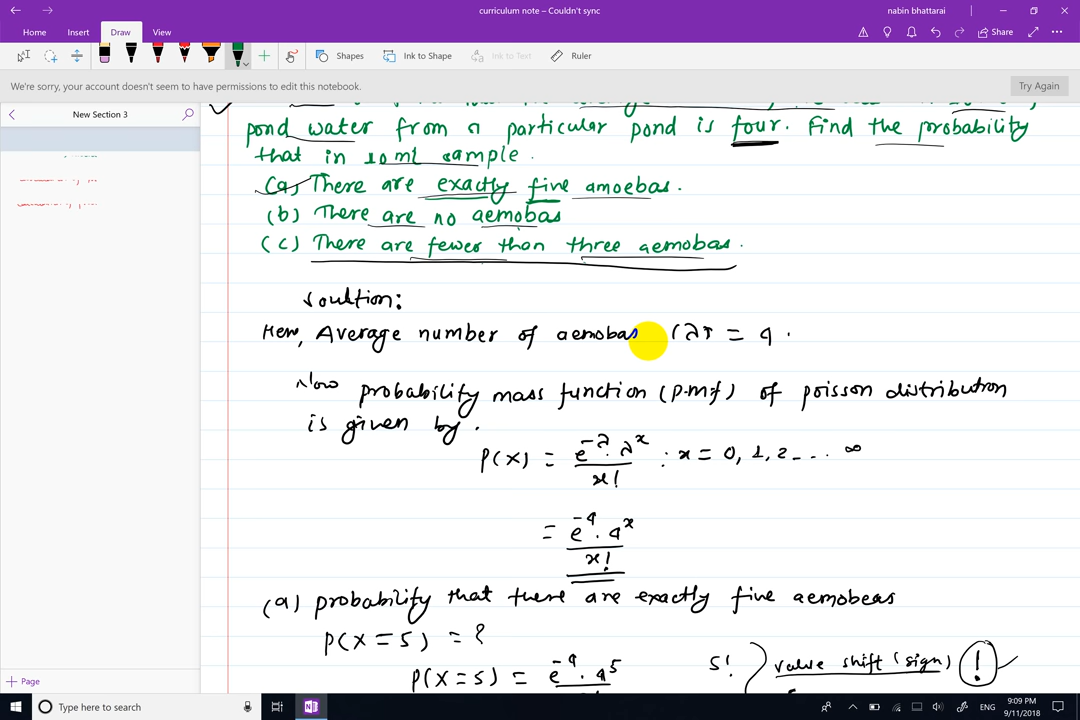 curriculum note – Couldn't sync
nabin bhattarai
Home Insert Draw View
Share
Shapes Ink to Shape Ink to Text Ruler
We're sorry, your account doesn't seem to have permissions to edit this notebook.
Try Again
New Section 3
pond water from a particular pond is four. Find the probability
that in 10 ml sample.
(a) There are exactly five amoebas.
(b) There are no aemobas
(c) There are fewer than three aemobas.
soultion:
Here, Average number of aemobas (λ) = 4.
Now probability mass function (p.m.f) of poisson distribution
is given by.
P(X) = e^-λ . λ^x / x! : x = 0, 1, 2 - . . . ∞
= e^-4 . 4^x / x!
(a) probability that there are exactly five aemobeas
P(X = 5) = ?
P(X = 5) = e^-4 . 4^5
5! value shift (sign) !
+ Page
Type here to search
ENG
9:09 PM
9/11/2018